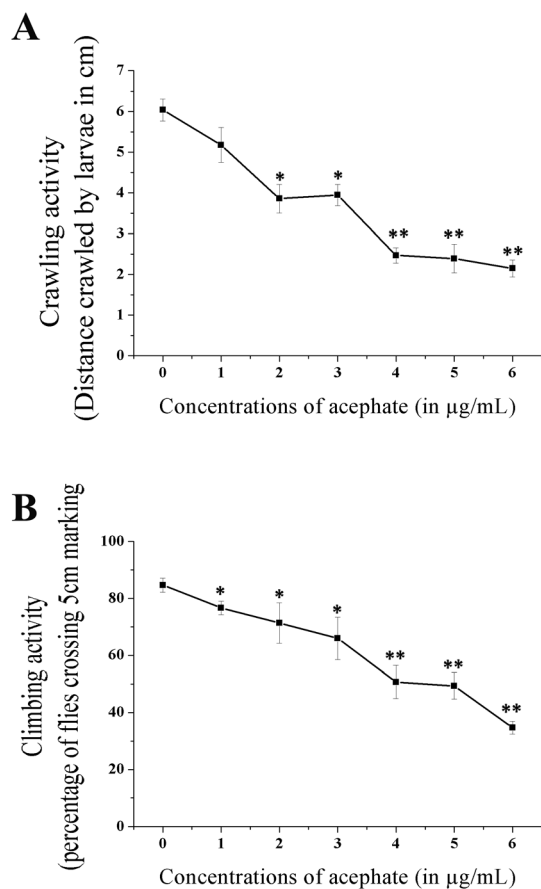 A
Crawling activity
(Distance crawled by larvae in cm)
7
6
5
4
3
2
1
0
*
*
**
**
**
0 1 2 3 4 5 6
Concentrations of acephate (in µg/mL)
B
Climbing activity
(percentage of flies crossing 5cm marking
100
80
60
40
20
0
*
*
*
**
**
**
0 1 2 3 4 5 6
Concentrations of acephate (in µg/mL)